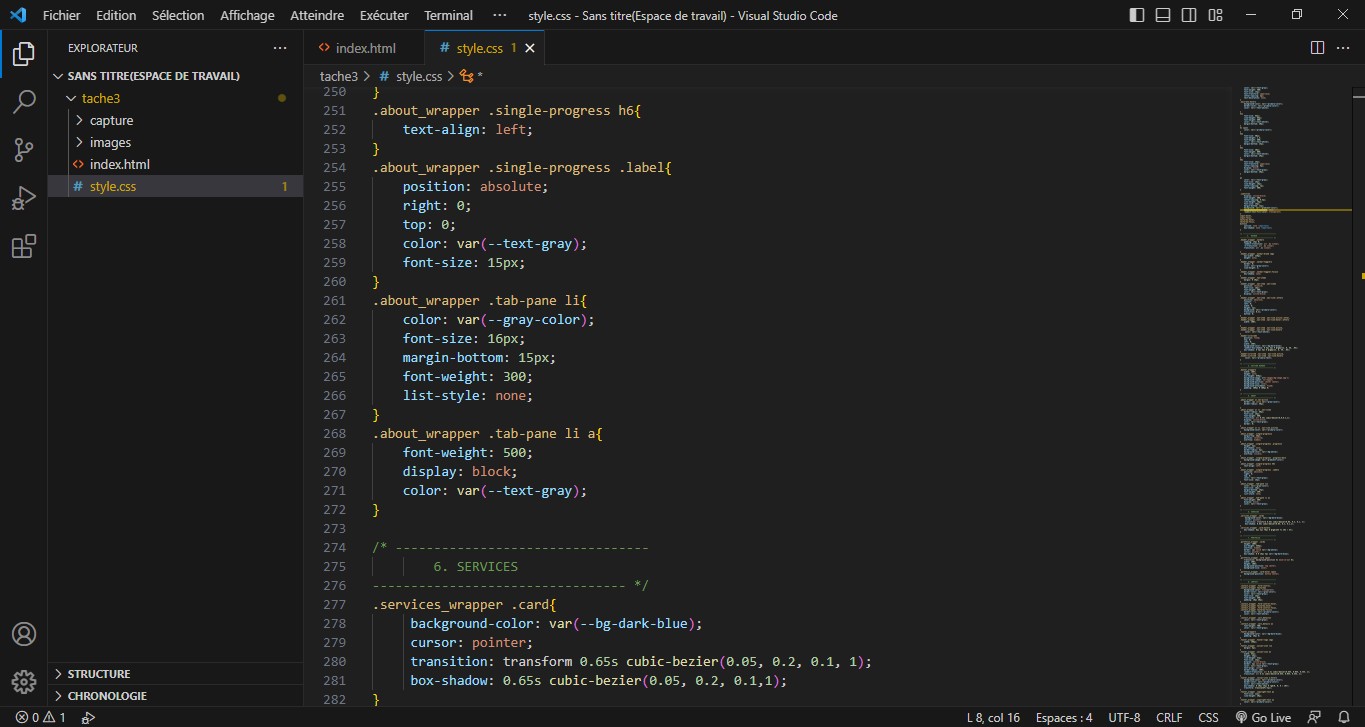 Fichier Edition Sélection Affichage Atteindre Exécuter Terminal ··· style.css - Sans titre(Espace de travail) - Visual Studio Code
EXPLORATEUR ···
SANS TITRE(ESPACE DE TRAVAIL)
tache3
capture
images
index.html
style.css 1
STRUCTURE
CHRONOLOGIE
index.html # style.css 1
tache3 > # style.css > *
250 }
251 .about_wrapper .single-progress h6{
252 text-align: left;
253 }
254 .about_wrapper .single-progress .label{
255 position: absolute;
256 right: 0;
257 top: 0;
258 color: var(--text-gray);
259 font-size: 15px;
260 }
261 .about_wrapper .tab-pane li{
262 color: var(--gray-color);
263 font-size: 16px;
264 margin-bottom: 15px;
265 font-weight: 300;
266 list-style: none;
267 }
268 .about_wrapper .tab-pane li a{
269 font-weight: 500;
270 display: block;
271 color: var(--text-gray);
272 }
273
274 /* ---------------------------------
275 6. SERVICES
276 --------------------------------- */
277 .services_wrapper .card{
278 background-color: var(--bg-dark-blue);
279 cursor: pointer;
280 transition: transform 0.65s cubic-bezier(0.05, 0.2, 0.1, 1);
281 box-shadow: 0.65s cubic-bezier(0.05, 0.2, 0.1,1);
282 }
0 1 L 8, col 16 Espaces : 4 UTF-8 CRLF CSS Go Live